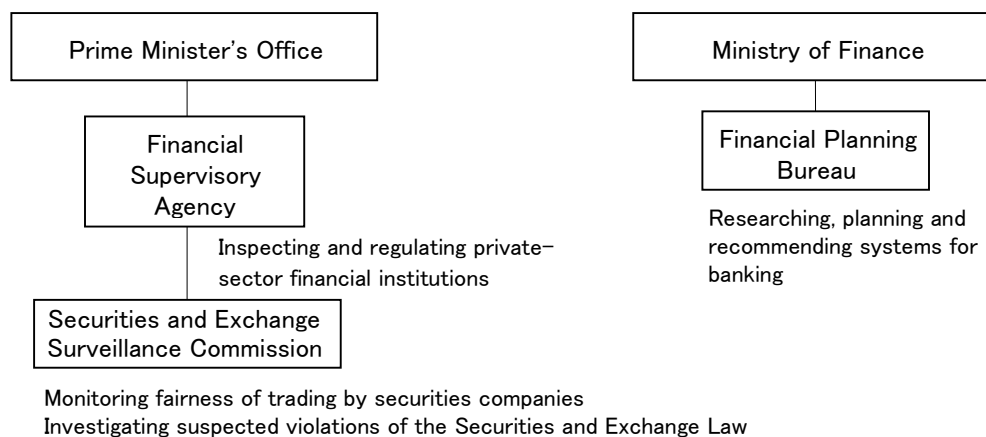 Prime Minister's Office
Financial
Supervisory
Agency
Inspecting and regulating private-
sector financial institutions
Securities and Exchange
Surveillance Commission
Monitoring fairness of trading by securities companies
Investigating suspected violations of the Securities and Exchange Law
Ministry of Finance
Financial Planning
Bureau
Researching, planning and
recommending systems for
banking